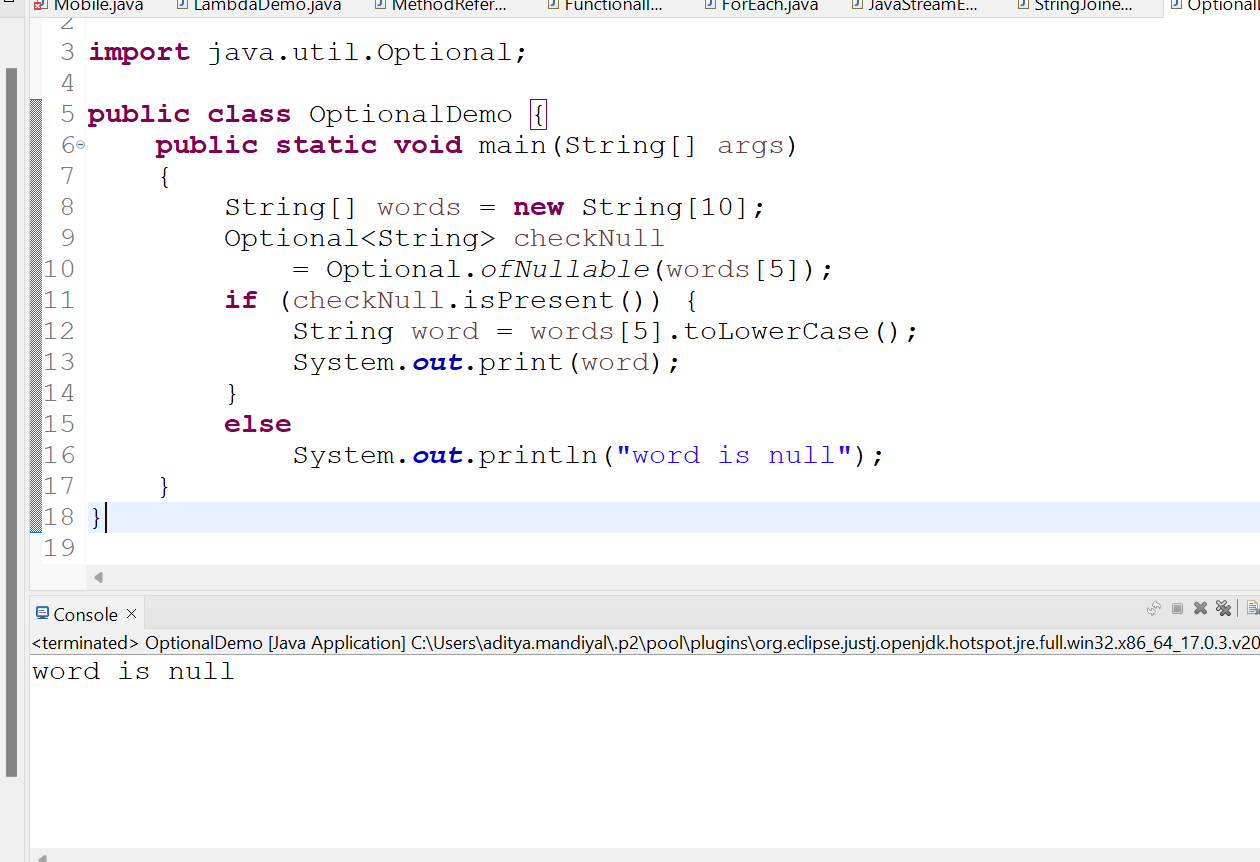 Mobile.java LambdaDemo.java MethodRefer... FunctionalI... ForEach.java JavaStreamE... StringJoine... Optional
2
3 import java.util.Optional;
4
5 public class OptionalDemo {
6 public static void main(String[] args)
7 {
8 String[] words = new String[10];
9 Optional<String> checkNull
10 = Optional.ofNullable(words[5]);
11 if (checkNull.isPresent()) {
12 String word = words[5].toLowerCase();
13 System.out.print(word);
14 }
15 else
16 System.out.println("word is null");
17 }
18 }
19
Console
<terminated> OptionalDemo [Java Application] C:\Users\aditya.mandiyal\.p2\pool\plugins\org.eclipse.justj.openjdk.hotspot.jre.full.win32.x86_64_17.0.3.v20
word is null